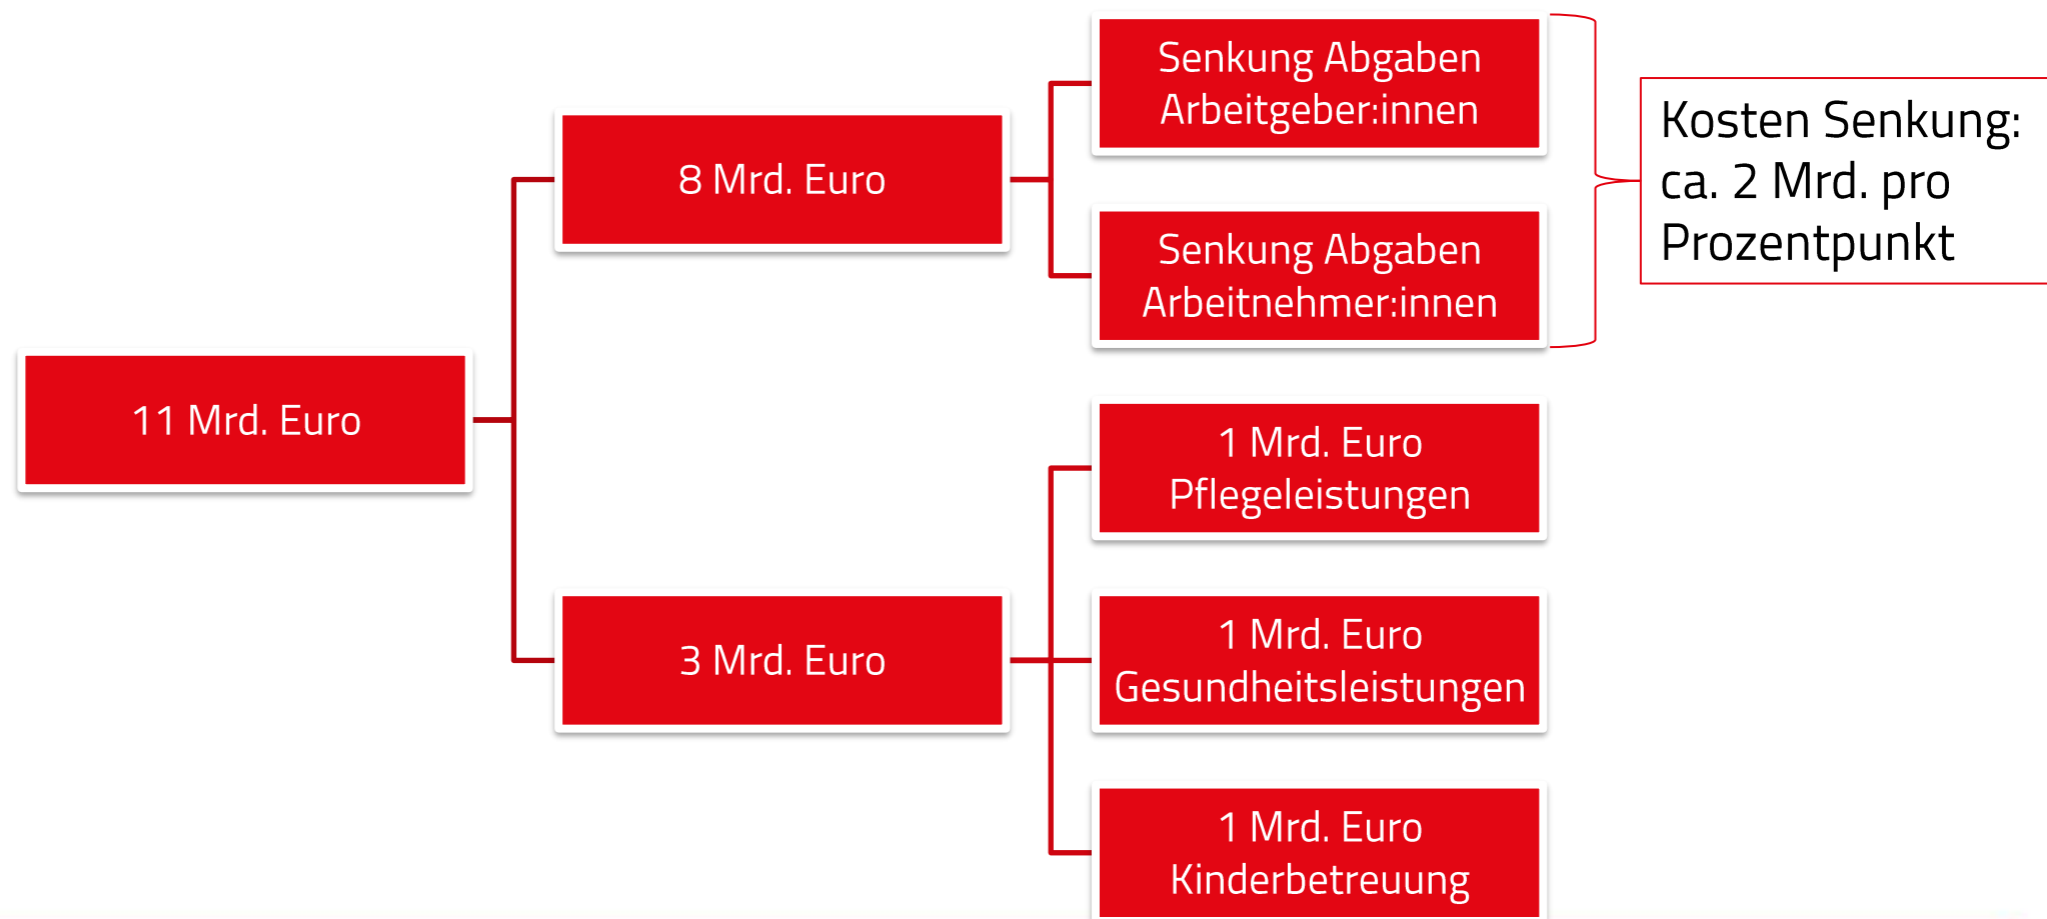 11 Mrd. Euro
8 Mrd. Euro
Senkung Abgaben
Arbeitgeber:innen
Senkung Abgaben
Arbeitnehmer:innen
Kosten Senkung:
ca. 2 Mrd. pro
Prozentpunkt
3 Mrd. Euro
1 Mrd. Euro
Pflegeleistungen
1 Mrd. Euro
Gesundheitsleistungen
1 Mrd. Euro
Kinderbetreuung